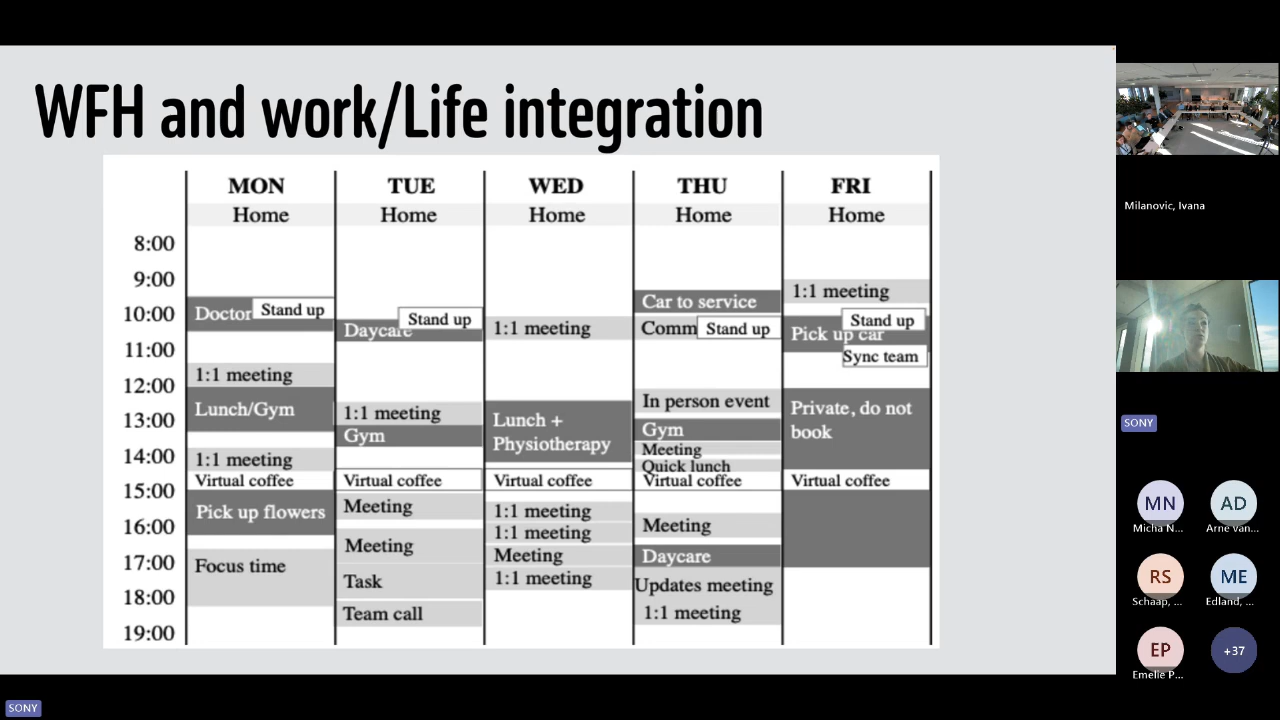 WFH and work/Life integration
MON TUE WED THU FRI
Home Home Home Home Home
8:00
9:00
10:00
11:00
12:00
13:00
14:00
15:00
16:00
17:00
18:00
19:00
Doctor
Stand up
1:1 meeting
Lunch/Gym
1:1 meeting
Virtual coffee
Pick up flowers
Focus time
Stand up
Daycare
1:1 meeting
Gym
Virtual coffee
Meeting
Meeting
Task
Team call
1:1 meeting
Lunch +
Physiotherapy
Virtual coffee
1:1 meeting
1:1 meeting
Meeting
1:1 meeting
Car to service
Comm
Stand up
In person event
Gym
Meeting
Quick lunch
Virtual coffee
Meeting
Daycare
Updates meeting
1:1 meeting
1:1 meeting
Stand up
Pick up car
Sync team
Private, do not
book
Virtual coffee
Milanovic, Ivana
SONY
MN AD
Micha N... Arne van...
RS ME
Schaap, ... Edland, ...
EP +37
Emelie P...
SONY